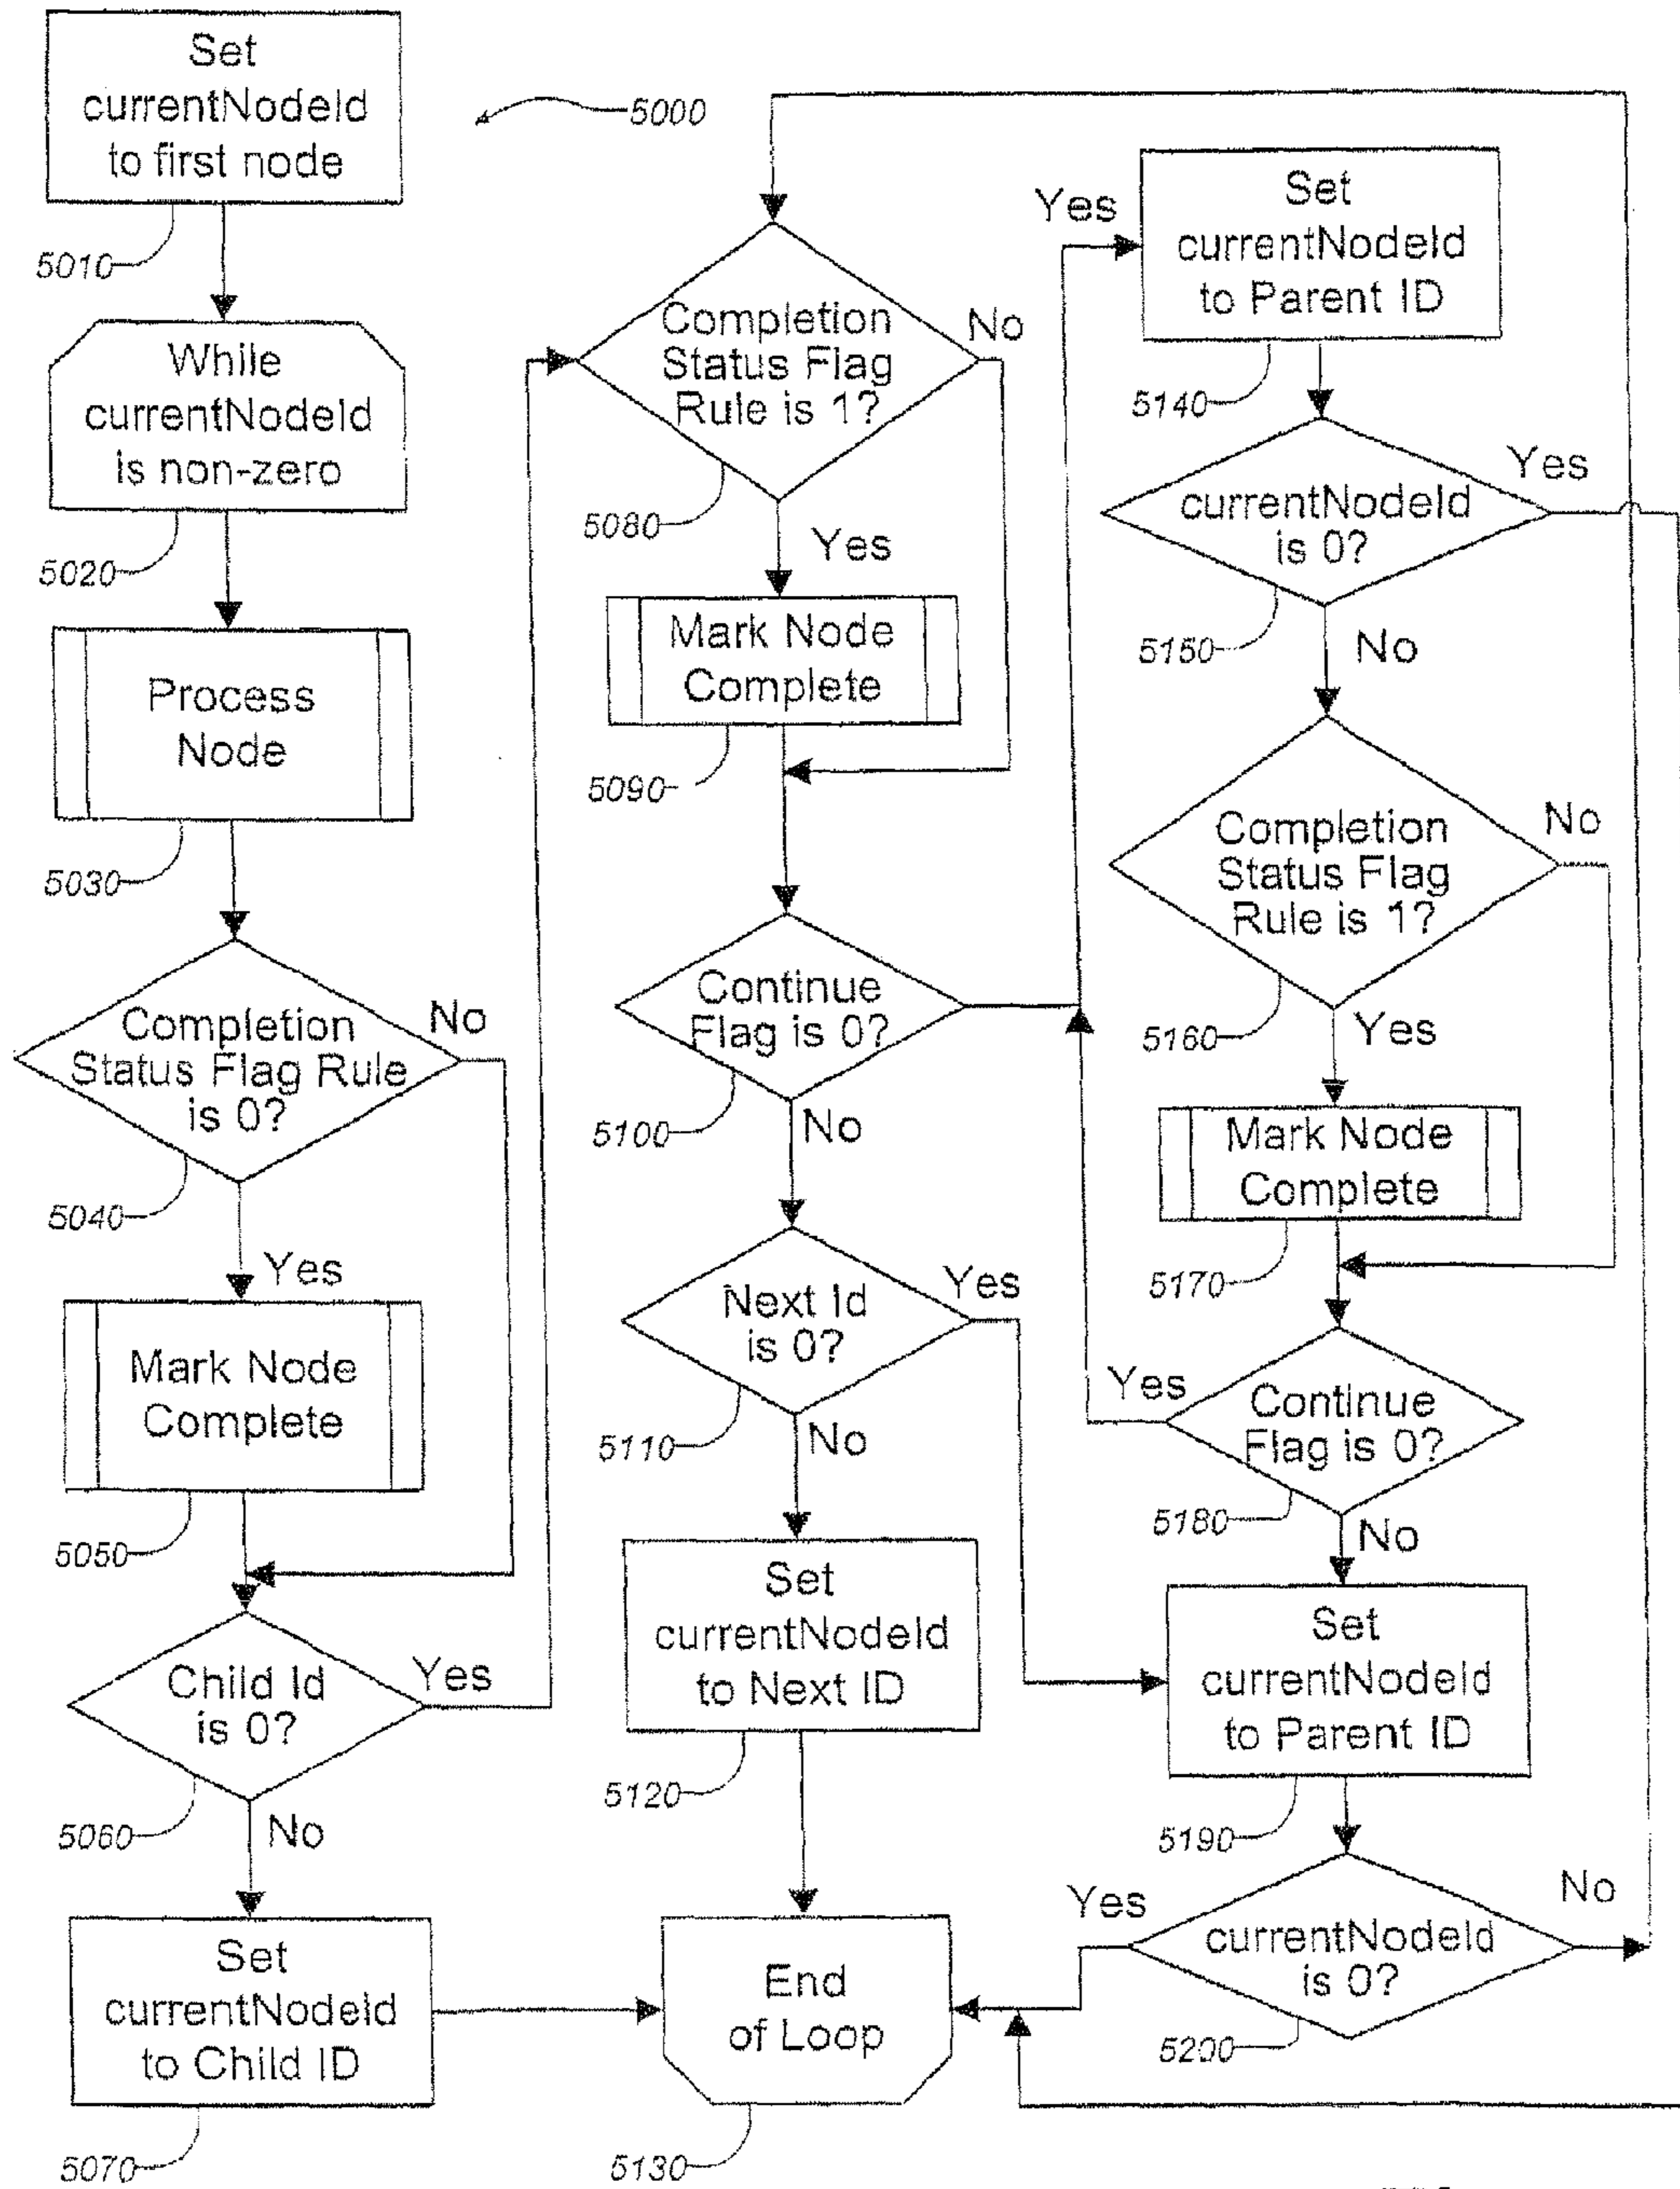 Set
currentNodeId
to first node
5010
While
currentNodeId
is non-zero
5020
Process
Node
5030
Completion
Status Flag Rule
is 0?
No
5040
Yes
Mark Node
Complete
5050
Child Id
is 0?
Yes
5060
No
Set
currentNodeId
to Child ID
5070
5000
Completion
Status Flag
Rule is 1?
No
5080
Yes
Mark Node
Complete
5090
Continue
Flag is 0?
5100
No
Next Id
is 0?
Yes
5110
No
Set
currentNodeId
to Next ID
5120
End
of Loop
5130
Yes
Set
currentNodeId
to Parent ID
5140
currentNodeId
is 0?
Yes
5150
No
Completion
Status Flag
Rule is 1?
No
5160
Yes
Mark Node
Complete
5170
Continue
Flag is 0?
Yes
5180
No
Set
currentNodeId
to Parent ID
5190
currentNodeId
is 0?
Yes
No
5200